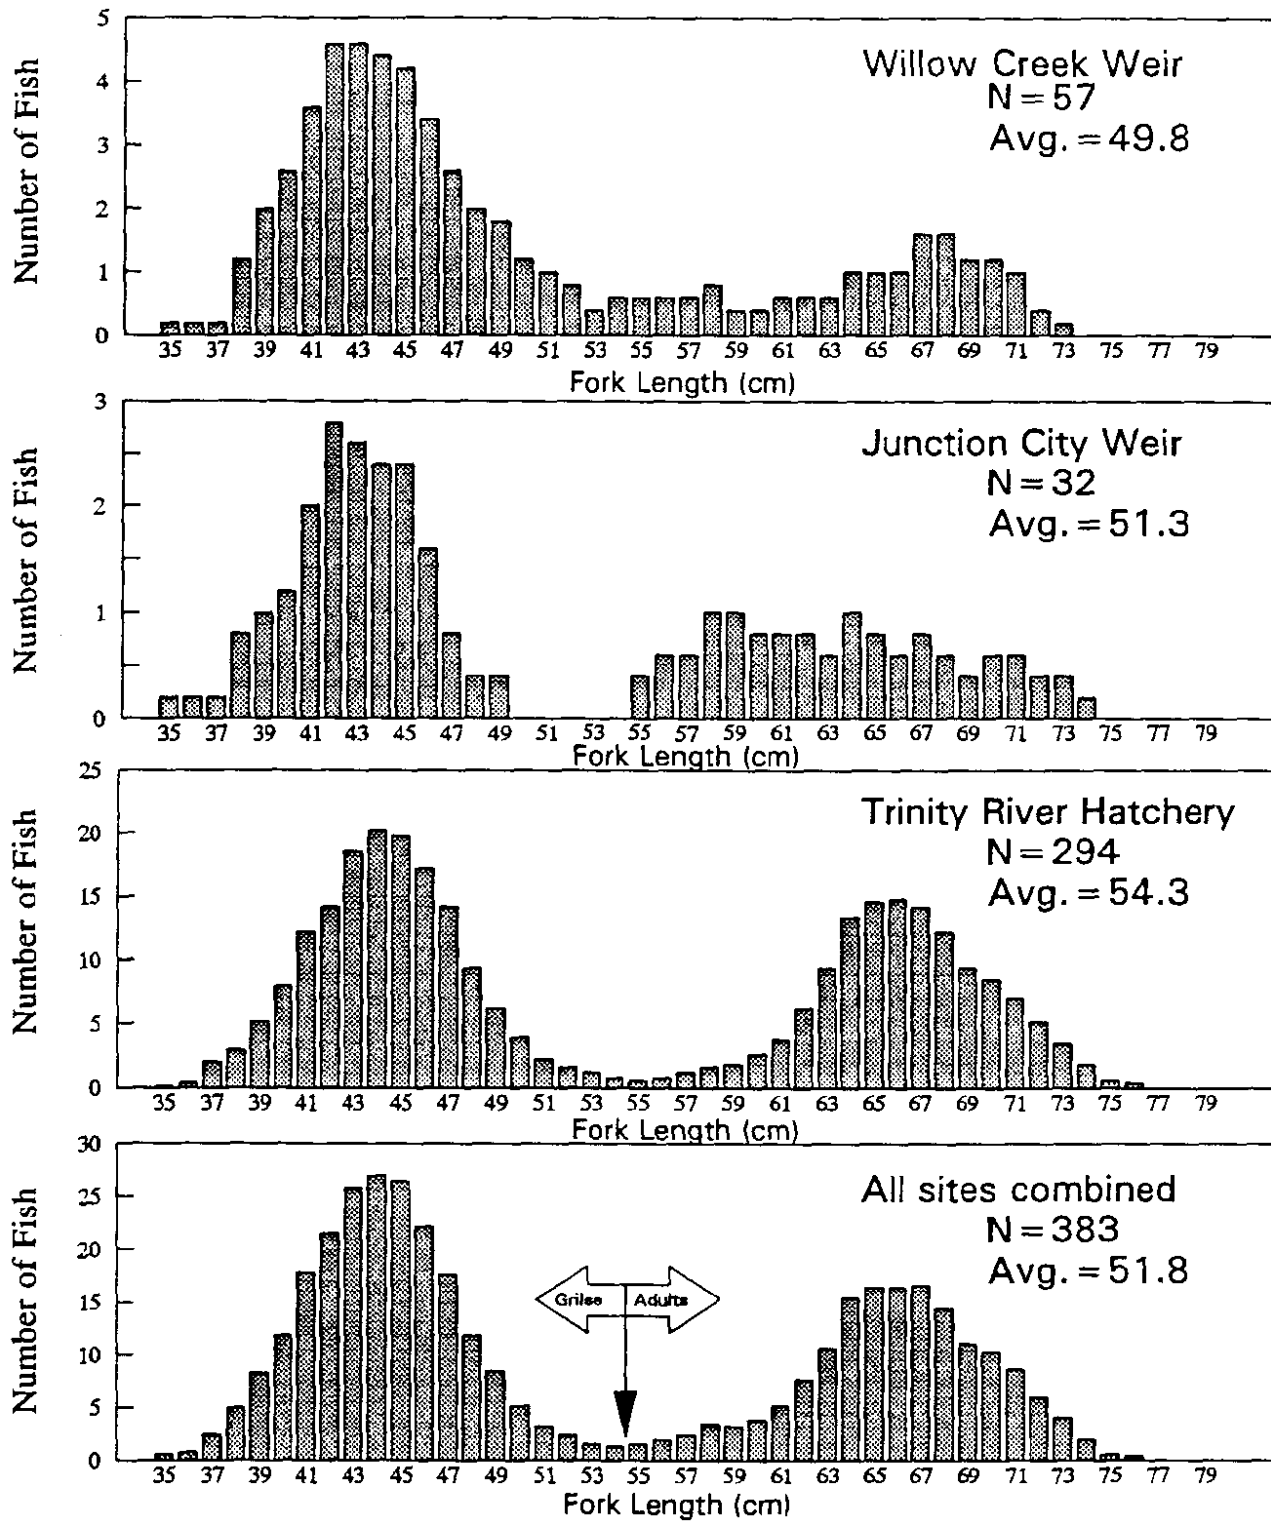 Number of Fish
5
4
3
2
1
0
Willow Creek Weir
N=57
Avg.=49.8
35 37 39 41 43 45 47 49 51 53 55 57 59 61 63 65 67 69 71 73 75 77 79
Fork Length (cm)
Number of Fish
3
2
1
0
Junction City Weir
N=32
Avg.=51.3
35 37 39 41 43 45 47 49 51 53 55 57 59 61 63 65 67 69 71 73 75 77 79
Fork Length (cm)
Number of Fish
25
20
15
10
5
0
Trinity River Hatchery
N=294
Avg.=54.3
35 37 39 41 43 45 47 49 51 53 55 57 59 61 63 65 67 69 71 73 75 77 79
Fork Length (cm)
Number of Fish
30
25
20
15
10
5
0
All sites combined
N=383
Avg.=51.8
Grilse Adults
35 37 39 41 43 45 47 49 51 53 55 57 59 61 63 65 67 69 71 73 75 77 79
Fork Length (cm)